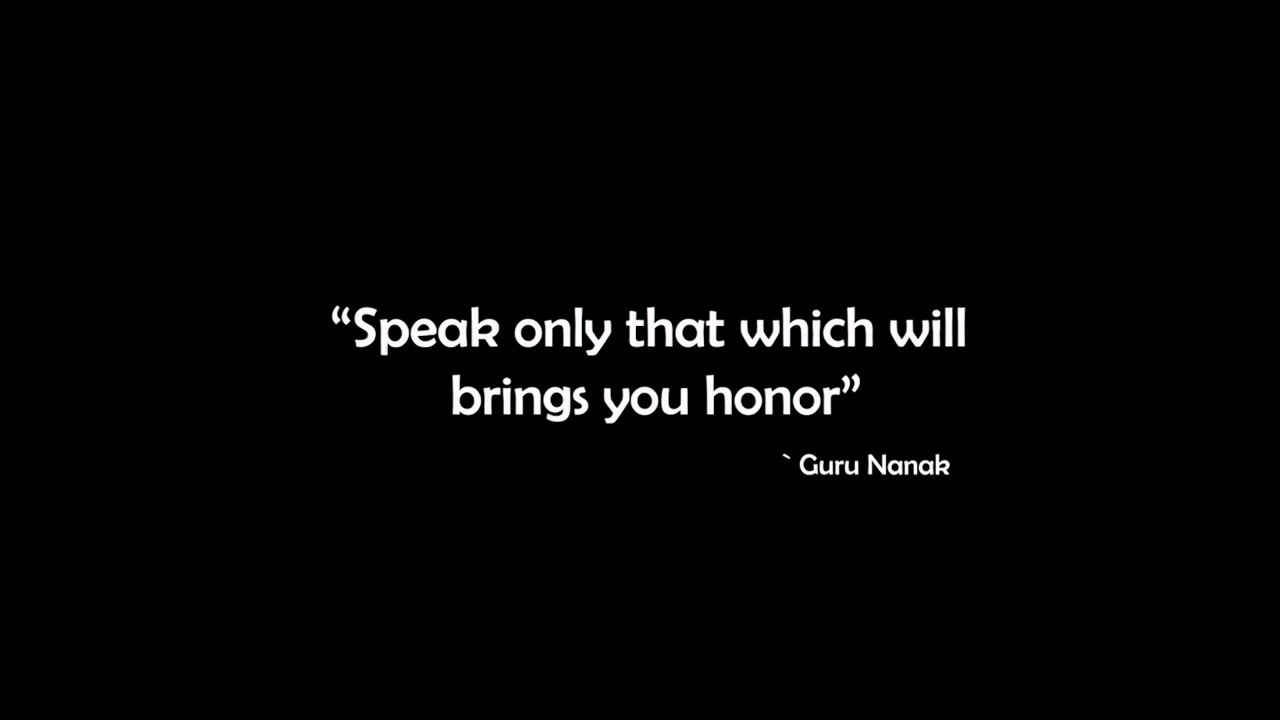 “Speak only that which will
brings you honor”
` Guru Nanak